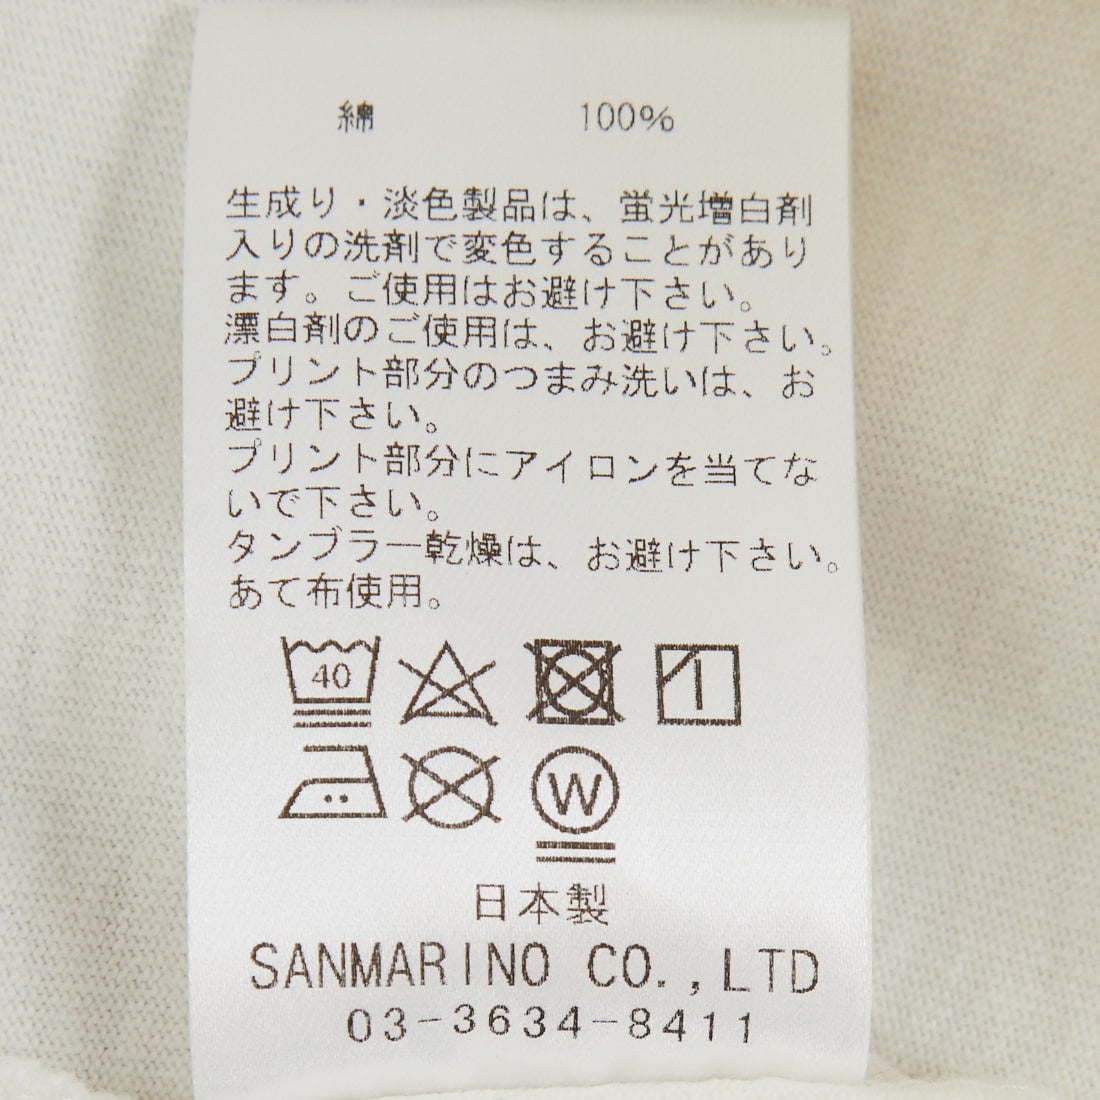 綿 100%
生成り・淡色製品は、蛍光増白剤
入りの洗剤で変色することがあり
ます。ご使用はお避け下さい。
漂白剤のご使用は、お避け下さい。
プリント部分のつまみ洗いは、お
避け下さい。
プリント部分にアイロンを当てな
いで下さい。
タンブラー乾燥は、お避け下さい。
あて布使用。
40
W
日本製
SANMARINO CO.,LTD
03-3634-8411